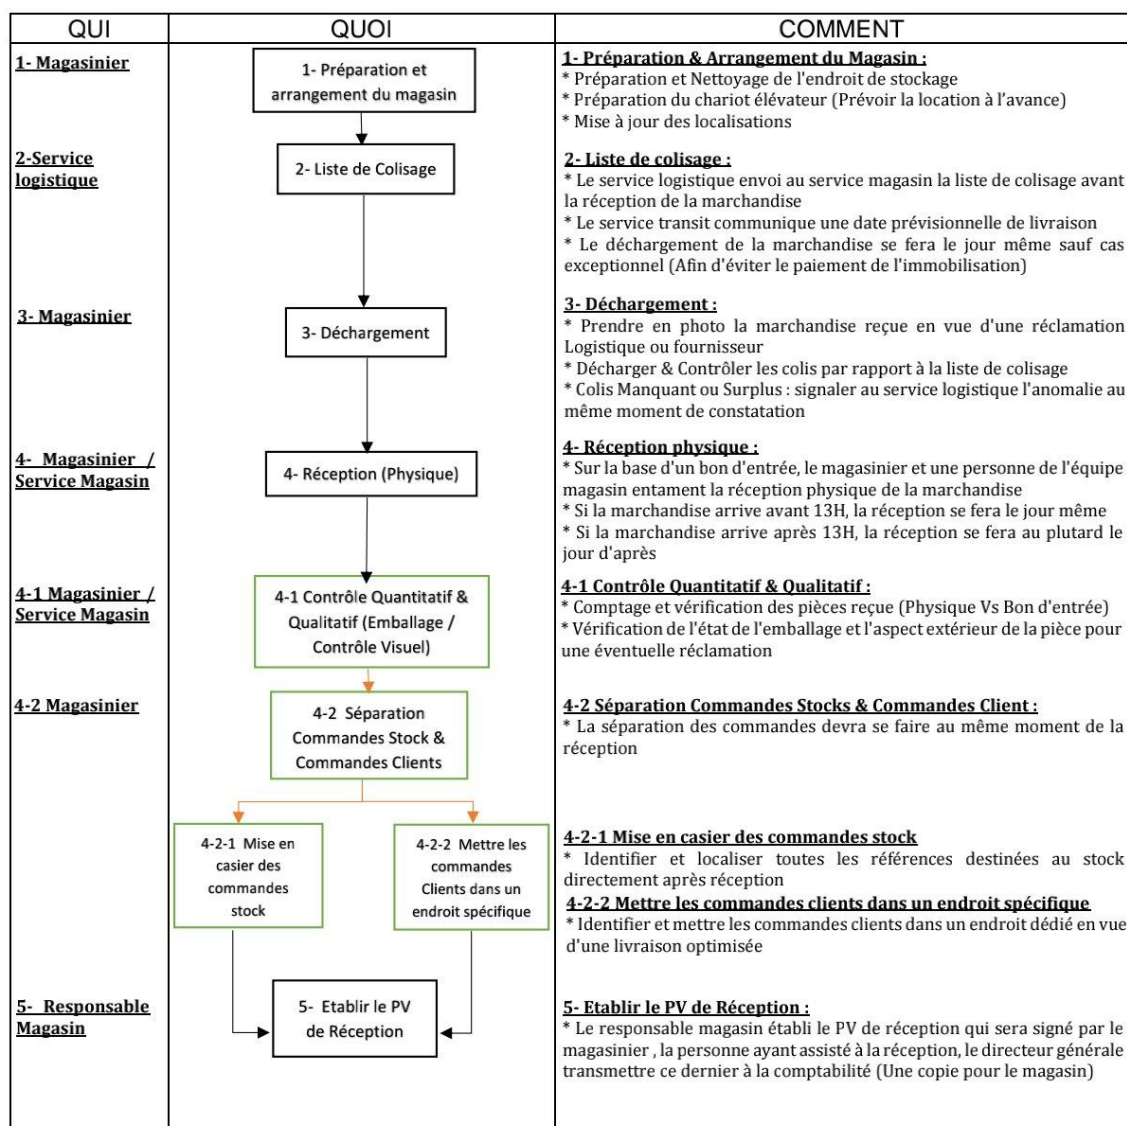 QUI
QUOI
COMMENT
1- Magasinier
1- Préparation et
arrangement du magasin
1- Préparation & Arrangement du Magasin :
* Préparation et Nettoyage de l'endroit de stockage
* Préparation du chariot élévateur (Prévoir la location à l’avance)
* Mise à jour des localisations
2-Service
logistique
2- Liste de Colisage
2- Liste de colisage :
* Le service logistique envoi au service magasin la liste de colisage avant
la réception de la marchandise
* Le service transit communique une date prévisionnelle de livraison
* Le déchargement de la marchandise se fera le jour même sauf cas
exceptionnel (Afin d'éviter le paiement de l'immobilisation)
3- Magasinier
3- Déchargement
3- Déchargement :
* Prendre en photo la marchandise reçue en vue d'une réclamation
Logistique ou fournisseur
* Décharger & Contrôler les colis par rapport à la liste de colisage
* Colis Manquant ou Surplus : signaler au service logistique l'anomalie au
même moment de constatation
4- Magasinier /
Service Magasin
4- Réception (Physique)
4- Réception physique :
* Sur la base d'un bon d'entrée, le magasinier et une personne de l'équipe
magasin entament la réception physique de la marchandise
* Si la marchandise arrive avant 13H, la réception se fera le jour même
* Si la marchandise arrive après 13H, la réception se fera au plutard le
jour d'après
4-1 Magasinier /
Service Magasin
4-1 Contrôle Quantitatif &
Qualitatif (Emballage /
Contrôle Visuel)
4-1 Contrôle Quantitatif & Qualitatif :
* Comptage et vérification des pièces reçue (Physique Vs Bon d'entrée)
* Vérification de l'état de l'emballage et l'aspect extérieur de la pièce pour
une éventuelle réclamation
4-2 Magasinier
4-2 Séparation
Commandes Stock &
Commandes Clients
4-2 Séparation Commandes Stocks & Commandes Client :
* La séparation des commandes devra se faire au même moment de la
réception
4-2-1 Mise en
casier des
commandes
stock
4-2-2 Mettre les
commandes
Clients dans un
endroit spécifique
4-2-1 Mise en casier des commandes stock
* Identifier et localiser toutes les références destinées au stock
directement après réception
4-2-2 Mettre les commandes clients dans un endroit spécifique
* Identifier et mettre les commandes clients dans un endroit dédié en vue
d'une livraison optimisée
5- Responsable
Magasin
5- Etablir le PV
de Réception
5- Etablir le PV de Réception :
* Le responsable magasin établi le PV de réception qui sera signé par le
magasinier , la personne ayant assisté à la réception, le directeur générale
transmettre ce dernier à la comptabilité (Une copie pour le magasin)